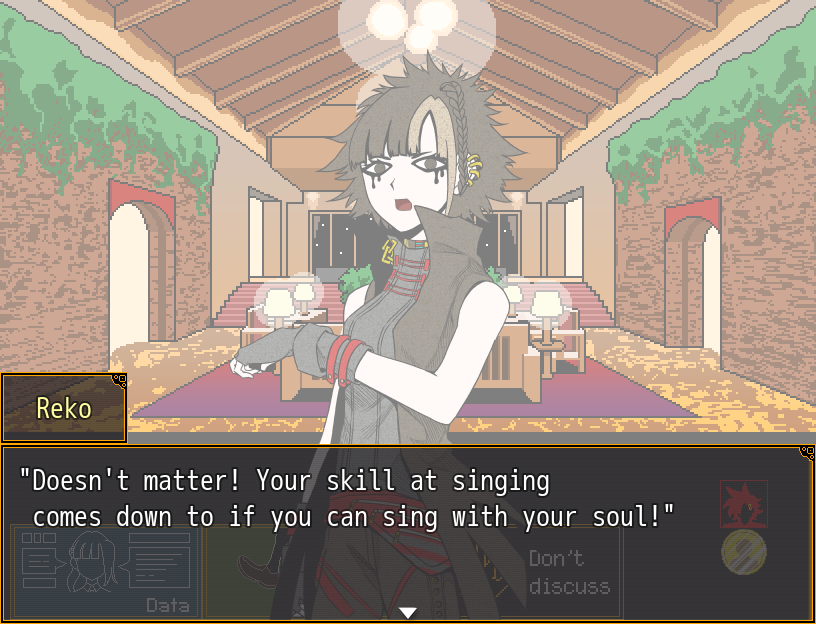 Reko
"Doesn't matter! Your skill at singing
comes down to if you can sing with your soul!"
Don't
discuss
Data